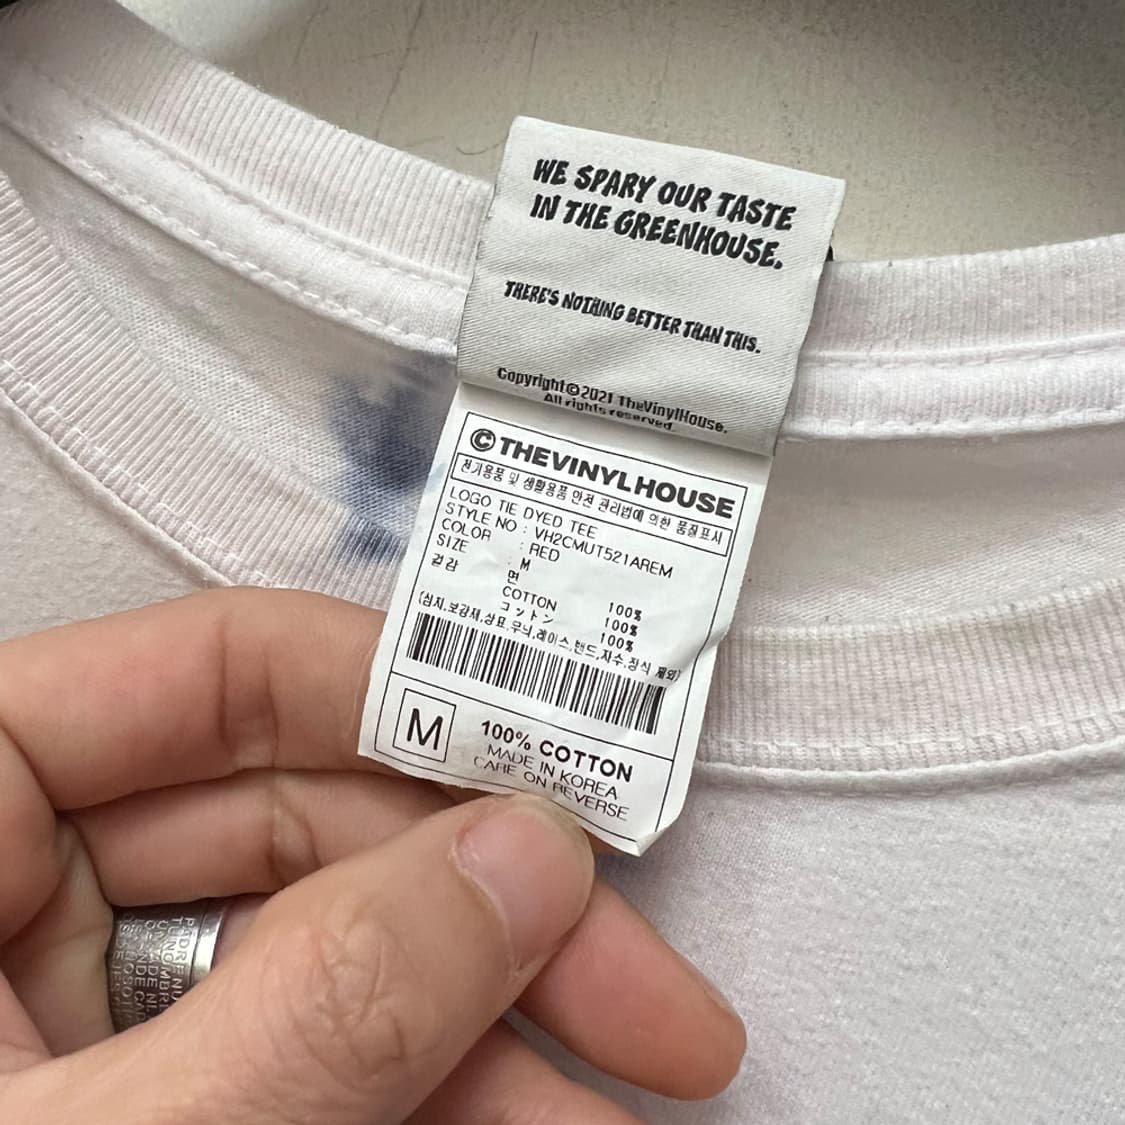 WE SPARY OUR TASTE
IN THE GREENHOUSE.
THERE'S NOTHING BETTER THAN THIS.
Copyright©2021 TheVinylHouse.
All rights reserved.
©THEVINYLHOUSE
전기용품 및 생활용품 안전 관리법에 의한 품질표시
LOGO TIE DYED TEE
STYLE NO : VH2CMUT521AREM
COLOR : RED
SIZE : M
겉감 면 100%
COTTON 100%
コットン 100%
(심지,보강재,상표,무늬,레이스,밴드,자수,장식 제외)
M
100% COTTON
MADE IN KOREA
CARE ON REVERSE
PADRE NU
TU NOMBRE